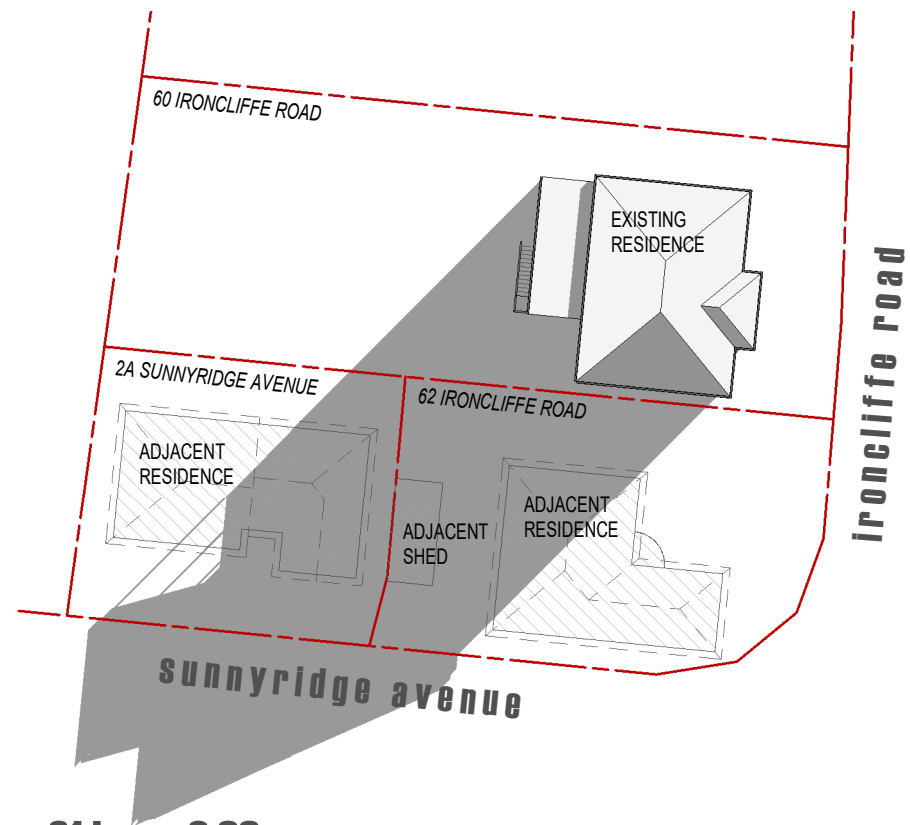 60 IRONCLIFFE ROAD
EXISTING
RESIDENCE
ironcliffe road
2A SUNNYRIDGE AVENUE
62 IRONCLIFFE ROAD
ADJACENT
RESIDENCE
ADJACENT
SHED
ADJACENT
RESIDENCE
sunnyridge avenue